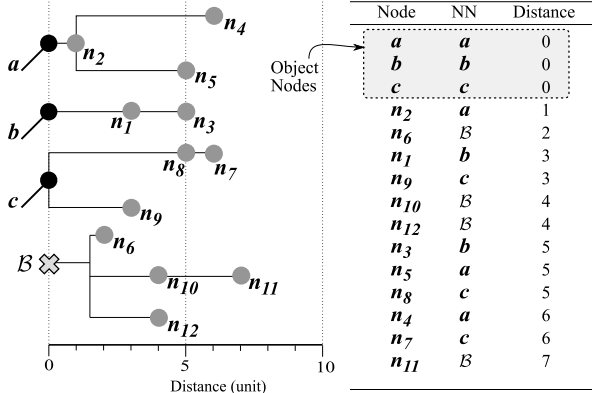 n4
a
n2
n5
b
n1
n3
n8
n7
c
n9
n6
ℬ
n10
n11
n12
0
5
10
Distance (unit)
Object
Nodes
Node NN Distance
a a 0
b b 0
c c 0
n2 a 1
n6 ℬ 2
n1 b 3
n9 c 3
n10 ℬ 4
n12 ℬ 4
n3 b 5
n5 a 5
n8 c 5
n4 a 6
n7 c 6
n11 ℬ 7